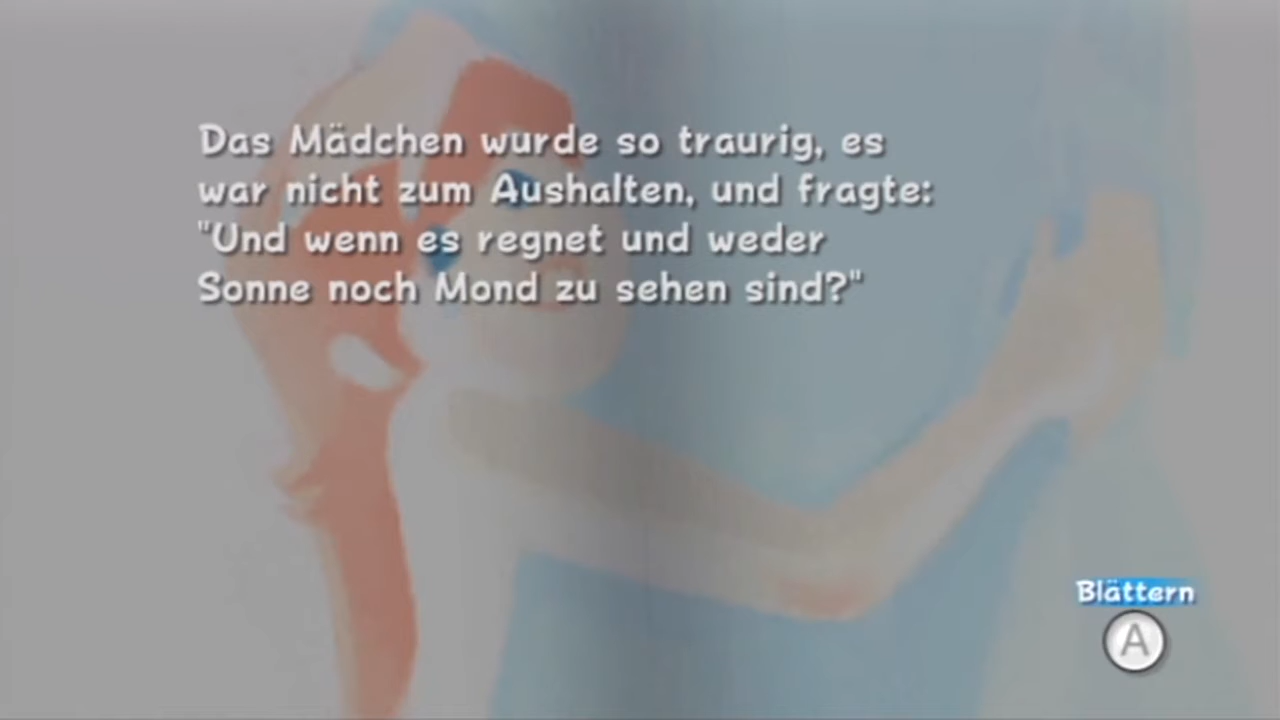 Das Mädchen wurde so traurig, es
war nicht zum Aushalten, und fragte:
"Und wenn es regnet und weder
Sonne noch Mond zu sehen sind?"
Blättern
A